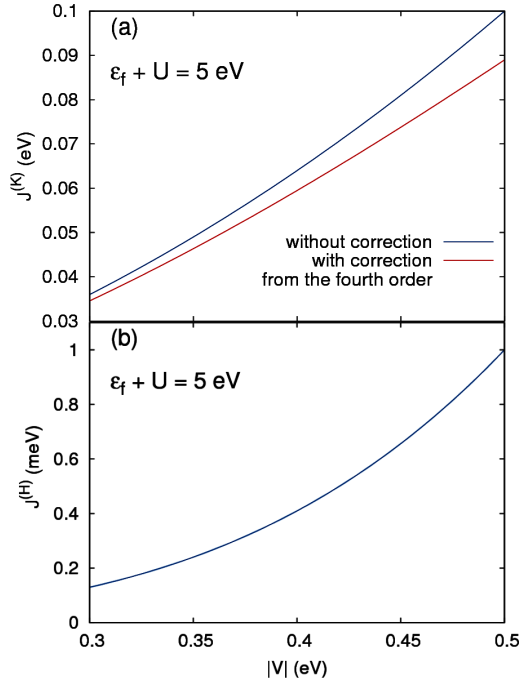 (a)
εf + U = 5 eV
J(K) (eV)
0.1
0.09
0.08
0.07
0.06
0.05
0.04
0.03
without correction
with correction
from the fourth order
(b)
εf + U = 5 eV
J(H) (meV)
1
0.8
0.6
0.4
0.2
0
0.3
0.35
0.4
0.45
0.5
|V| (eV)